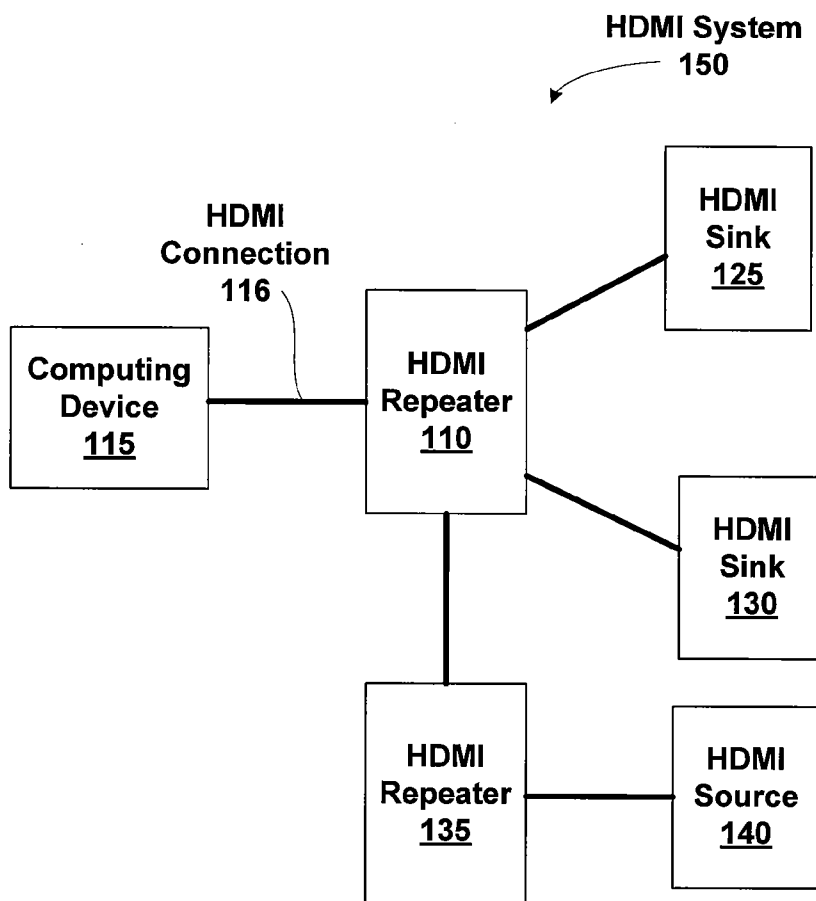 HDMI System
150
HDMI
Connection
116
Computing
Device
115
HDMI
Repeater
110
HDMI
Sink
125
HDMI
Sink
130
HDMI
Repeater
135
HDMI
Source
140